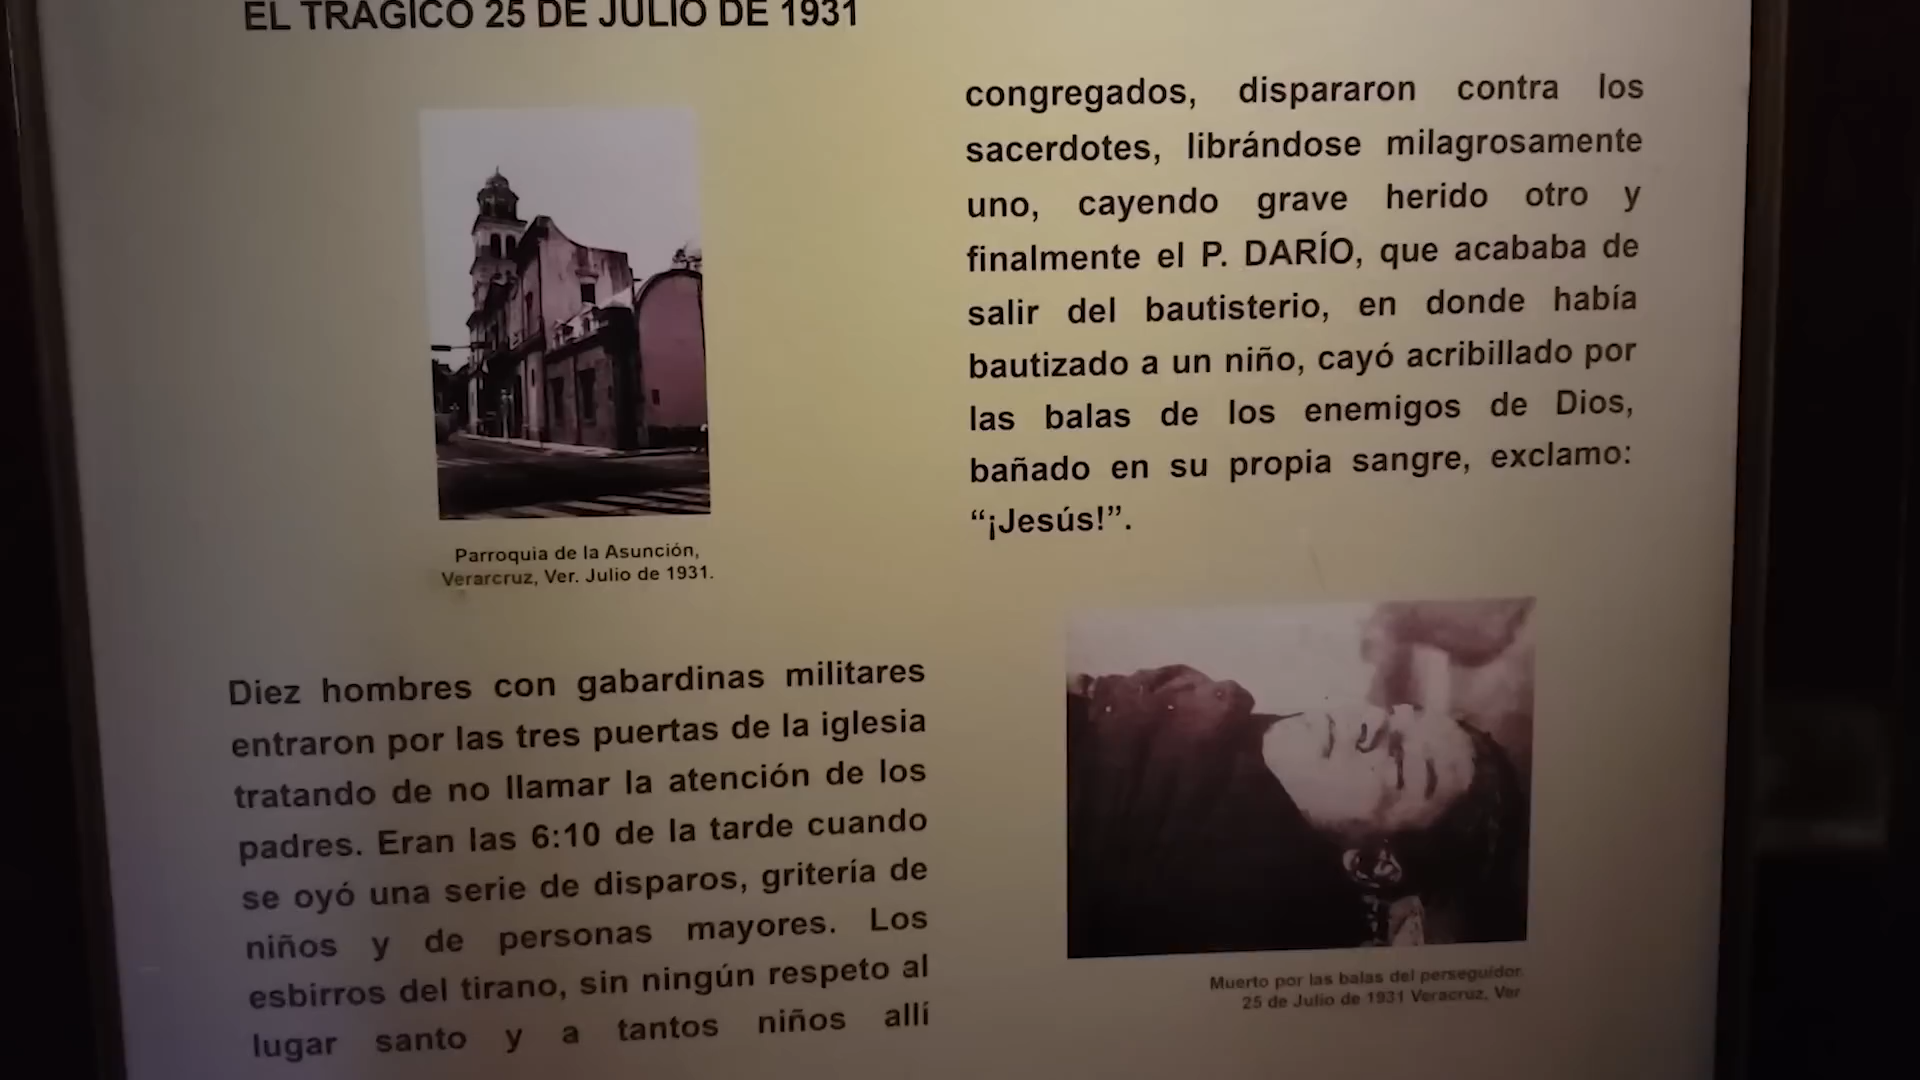 EL TRÁGICO 25 DE JULIO DE 1931
Parroquia de la Asunción,
Verarcruz, Ver. Julio de 1931.
Diez hombres con gabardinas militares
entraron por las tres puertas de la iglesia
tratando de no llamar la atención de los
padres. Eran las 6:10 de la tarde cuando
se oyó una serie de disparos, gritería de
niños y de personas mayores. Los
esbirros del tirano, sin ningún respeto al
lugar santo y a tantos niños allí
congregados, dispararon contra los
sacerdotes, librándose milagrosamente
uno, cayendo grave herido otro y
finalmente el P. DARÍO, que acababa de
salir del bautisterio, en donde había
bautizado a un niño, cayó acribillado por
las balas de los enemigos de Dios,
bañado en su propia sangre, exclamo:
“¡Jesús!”.
Muerto por las balas del perseguidor.
25 de Julio de 1931 Veracruz, Ver